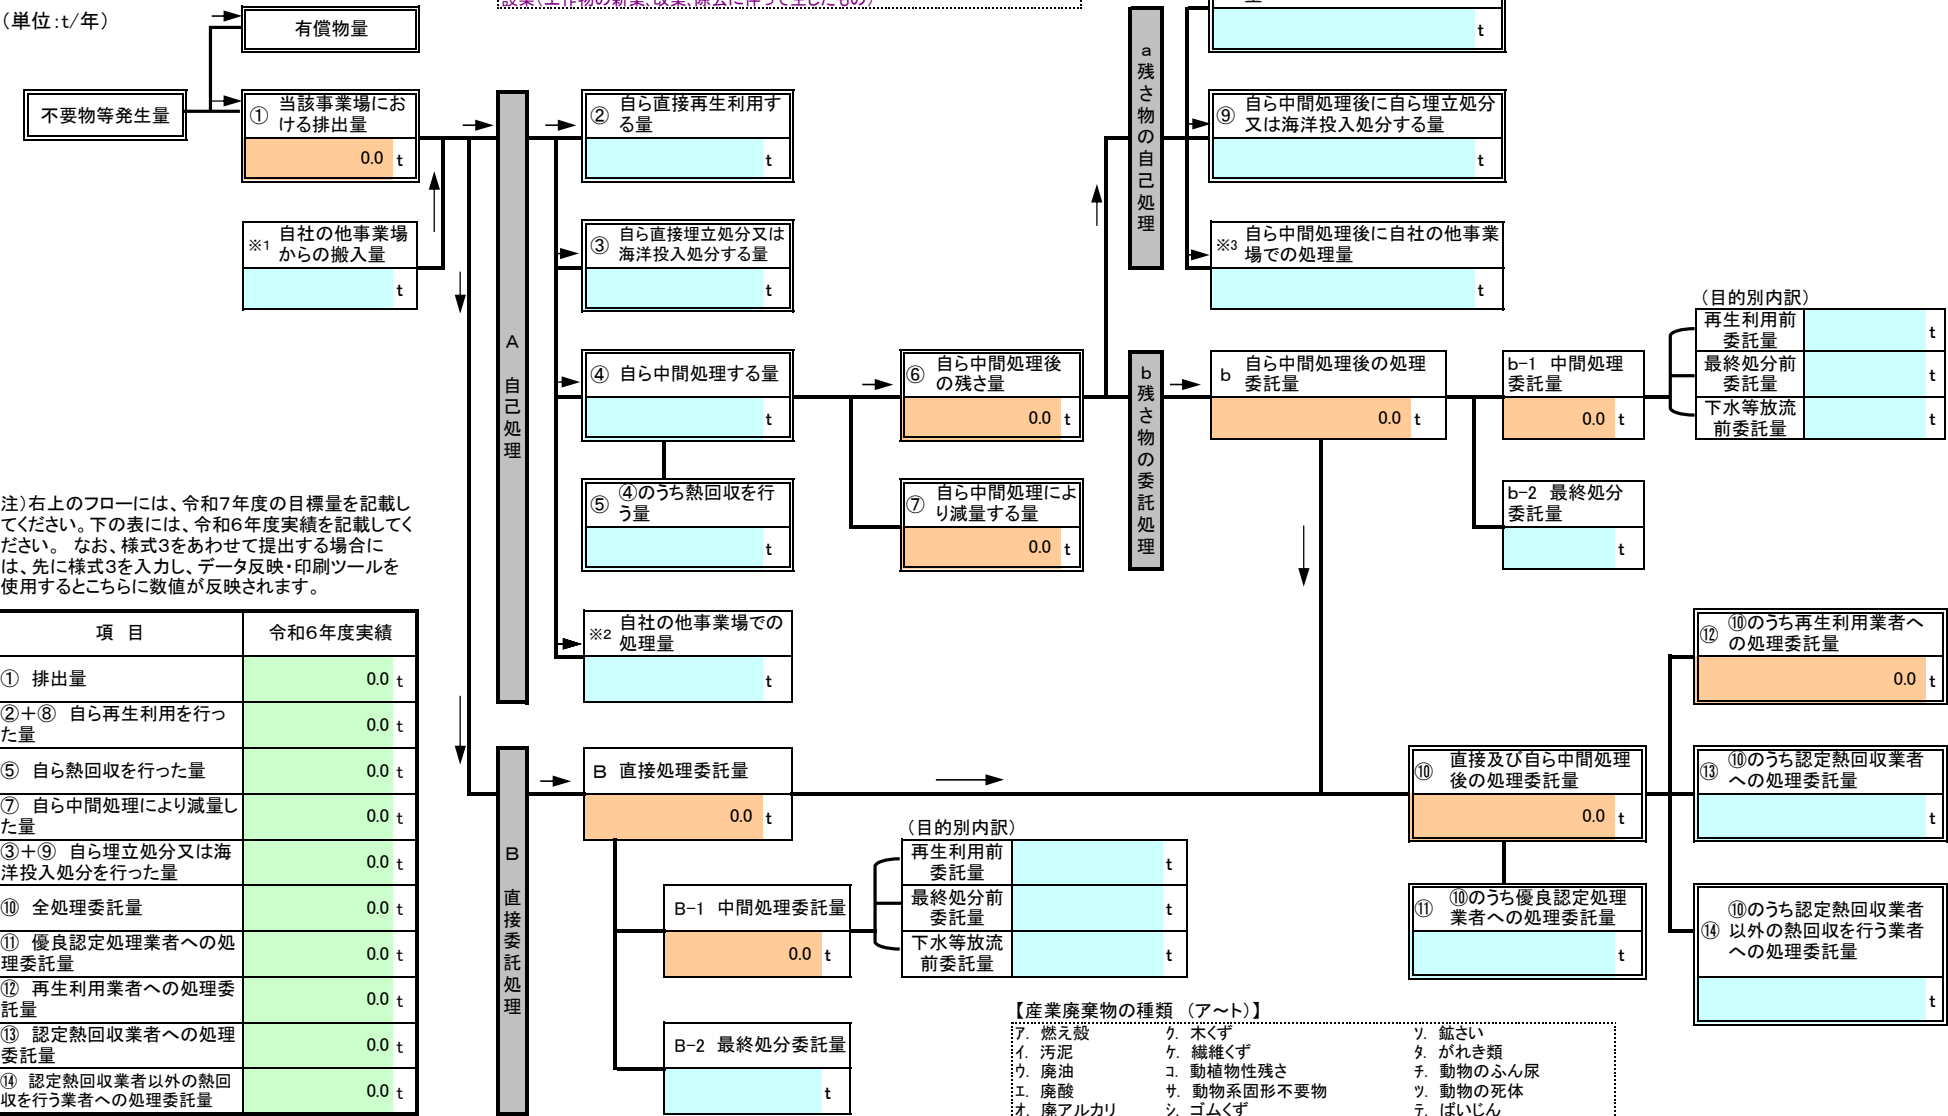 (単位:t/年)
有償物量
不要物等発生量
① 当該事業場にお
ける排出量
0.0 t
※1 自社の他事業場
からの搬入量
t
A 自己処理
② 自ら直接再生利用す
る量
t
③ 自ら直接埋立処分又は
海洋投入処分する量
t
④ 自ら中間処理する量
t
⑤ ④のうち熱回収を行
う量
t
※2 自社の他事業場での
処理量
t
⑥ 自ら中間処理後
の残さ量
0.0 t
⑦ 自ら中間処理によ
り減量する量
0.0 t
a 残さ物の自己処理
t
⑨ 自ら中間処理後に自ら埋立処分
又は海洋投入処分する量
t
※3 自ら中間処理後に自社の他事業
場での処理量
t
b 残さ物の委託処理
b 自ら中間処理後の処理
委託量
0.0 t
b-1 中間処理
委託量
0.0 t
b-2 最終処分
委託量
t
(目的別内訳)
再生利用前
委託量
t
最終処分前
委託量
t
下水等放流
前委託量
t
注)右上のフローには、令和7年度の目標量を記載し
てください。下の表には、令和6年度実績を記載してく
ださい。 なお、様式3をあわせて提出する場合に
は、先に様式3を入力し、データ反映・印刷ツールを
使用するとこちらに数値が反映されます。
項 目 令和6年度実績
① 排出量 0.0 t
②+⑧ 自ら再生利用を行っ
た量 0.0 t
⑤ 自ら熱回収を行った量 0.0 t
⑦ 自ら中間処理により減量し
た量 0.0 t
③+⑨ 自ら埋立処分又は海
洋投入処分を行った量 0.0 t
⑩ 全処理委託量 0.0 t
⑪ 優良認定処理業者への処
理委託量 0.0 t
⑫ 再生利用業者への処理委
託量 0.0 t
⑬ 認定熱回収業者への処理
委託量 0.0 t
⑭ 認定熱回収業者以外の熱回
収を行う業者への処理委託量 0.0 t
B 直接委託処理
B 直接処理委託量
0.0 t
B-1 中間処理委託量
0.0 t
B-2 最終処分委託量
t
(目的別内訳)
再生利用前
委託量
t
最終処分前
委託量
t
下水等放流
前委託量
t
⑩ 直接及び自ら中間処理
後の処理委託量
0.0 t
⑪ ⑩のうち優良認定処理
業者への処理委託量
t
⑫ ⑩のうち再生利用業者へ
の処理委託量
0.0 t
⑬ ⑩のうち認定熱回収業者
への処理委託量
t
⑭ ⑩のうち認定熱回収業者
以外の熱回収を行う業者
への処理委託量
t
【産業廃棄物の種類 (ア~ト)】
ア. 燃え殻 ク. 木くず ソ. 鉱さい
イ. 汚泥 ケ. 繊維くず タ. がれき類
ウ. 廃油 コ. 動植物性残さ チ. 動物のふん尿
エ. 廃酸 サ. 動物系固形不要物 ツ. 動物の死体
オ. 廃アルカリ シ. ゴムくず テ. ばいじん